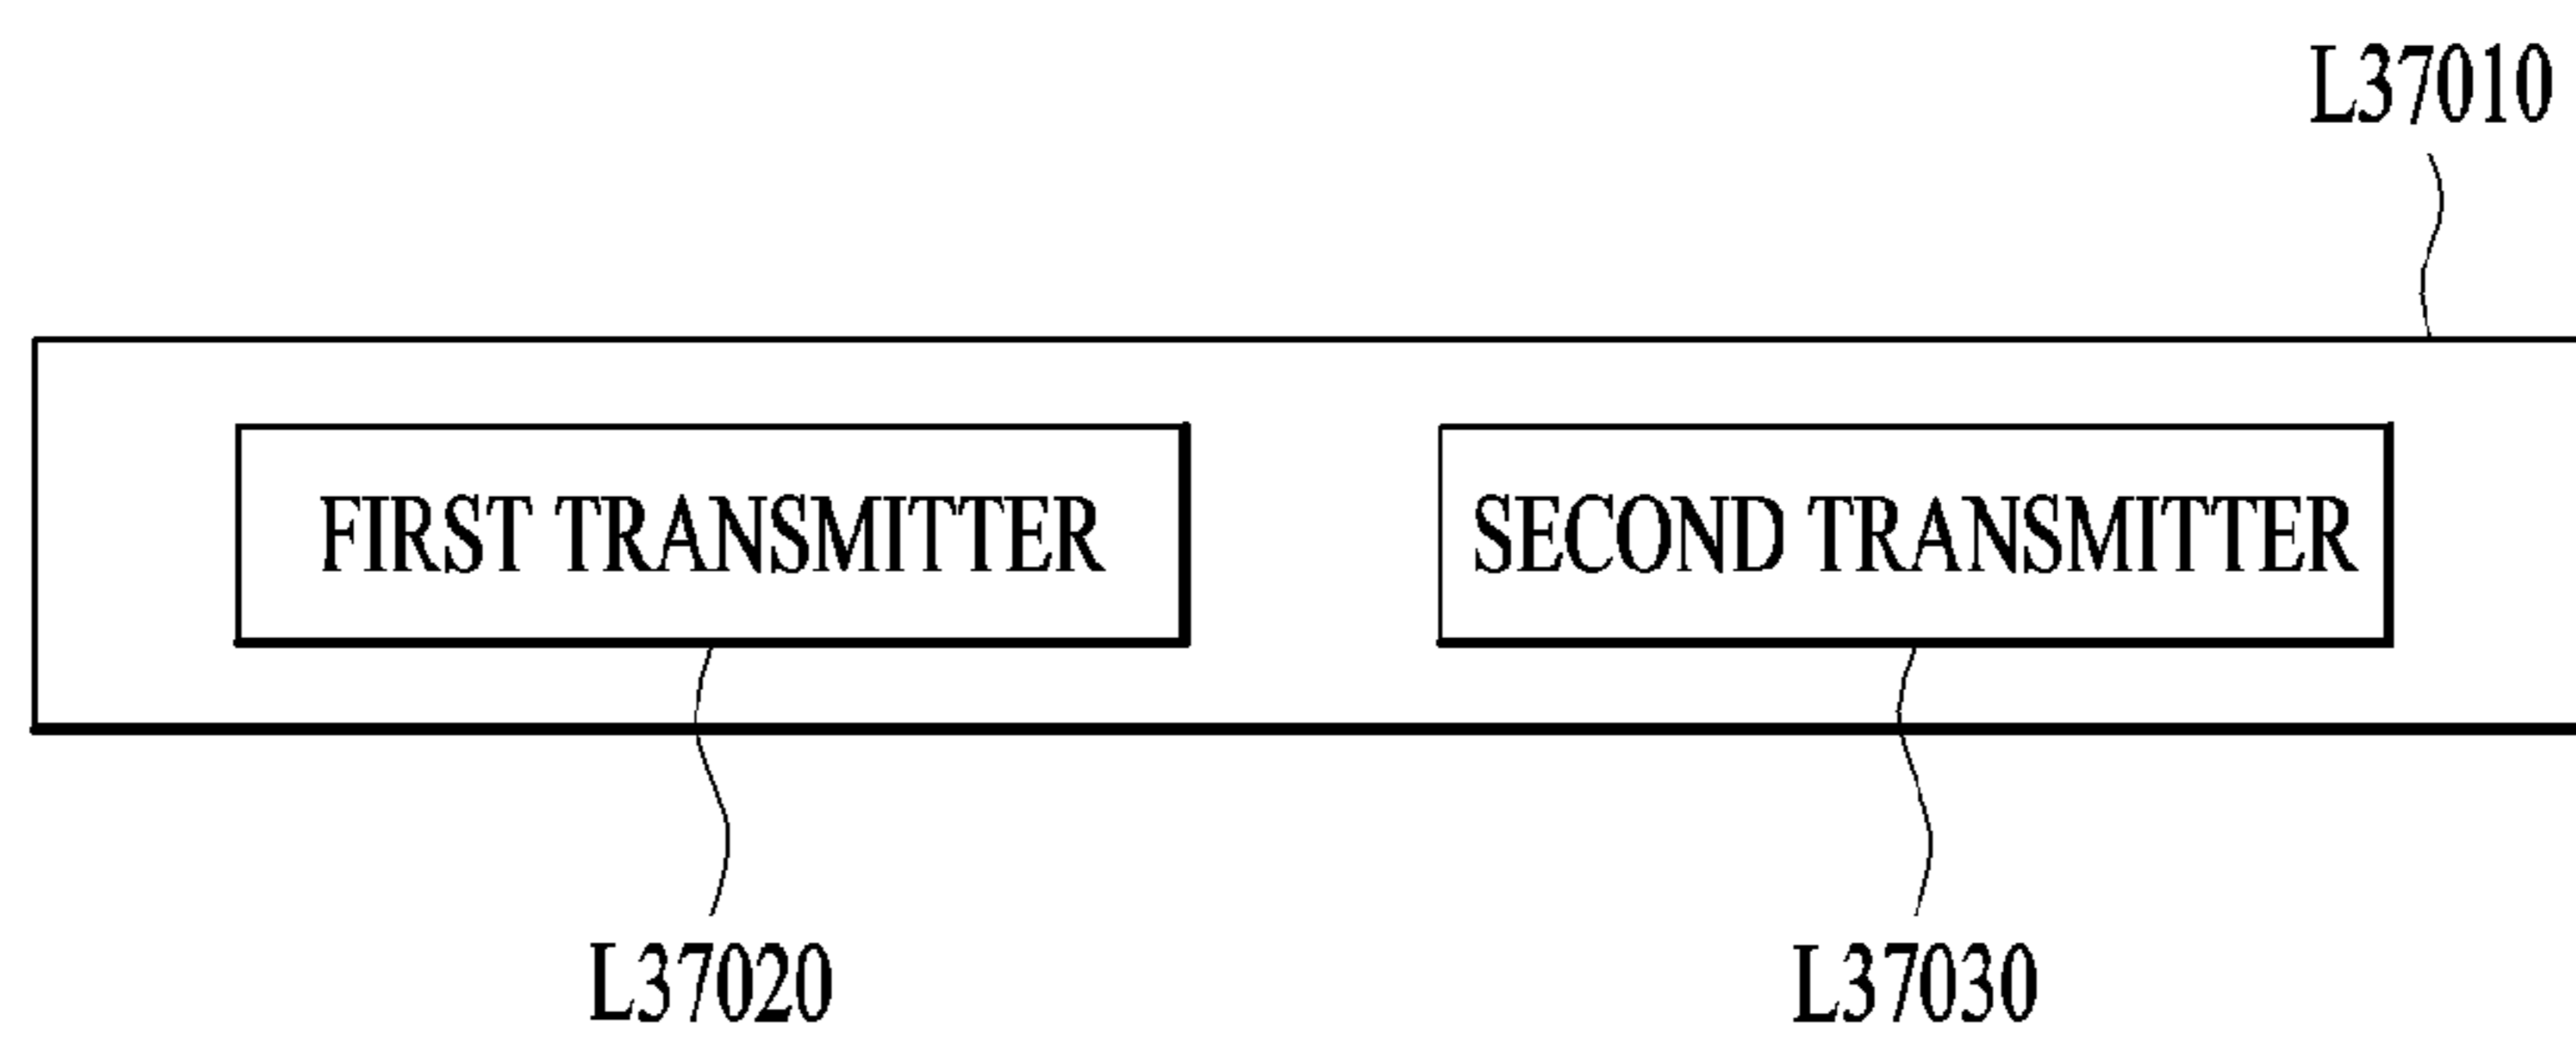 L37010
FIRST TRANSMITTER
SECOND TRANSMITTER
L37020
L37030